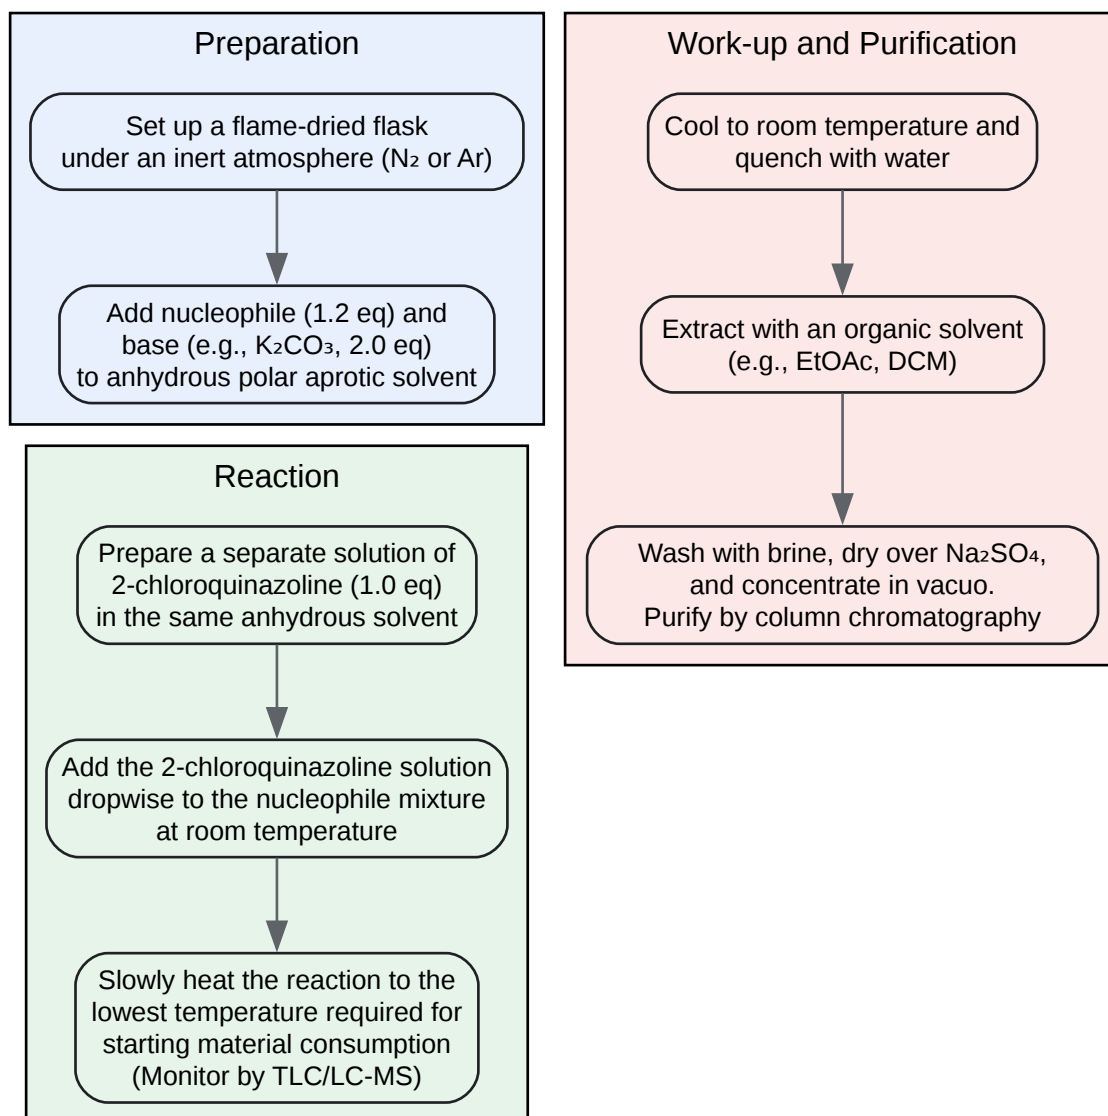 Preparation
Set up a flame-dried flask
under an inert atmosphere (N₂ or Ar)
Add nucleophile (1.2 eq) and
base (e.g., K₂CO₃, 2.0 eq)
to anhydrous polar aprotic solvent
Reaction
Prepare a separate solution of
2-chloroquinazoline (1.0 eq)
in the same anhydrous solvent
Add the 2-chloroquinazoline solution
dropwise to the nucleophile mixture
at room temperature
Slowly heat the reaction to the
lowest temperature required for
starting material consumption
(Monitor by TLC/LC-MS)
Work-up and Purification
Cool to room temperature and
quench with water
Extract with an organic solvent
(e.g., EtOAc, DCM)
Wash with brine, dry over Na₂SO₄,
and concentrate in vacuo.
Purify by column chromatography